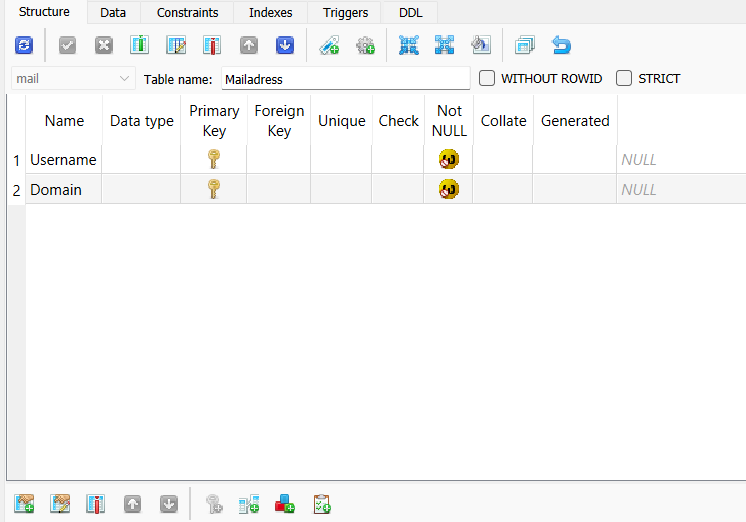 Structure Data Constraints Indexes Triggers DDL
mail Table name: Mailadress WITHOUT ROWID STRICT
Name Data type Primary Key Foreign Key Unique Check Not NULL Collate Generated
1 Username NULL
2 Domain NULL